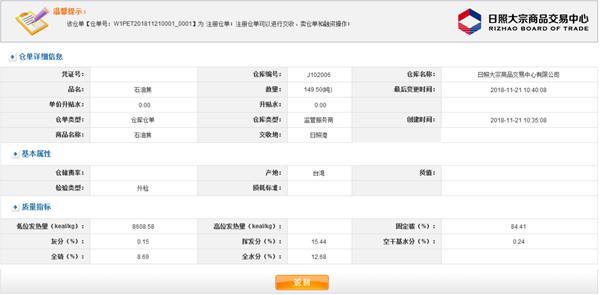 温馨提示：
该仓单【仓单号：W1PET201811210001_0001】为 注册仓单！注册仓单可以进行交收、卖仓单和融资操作！
日照大宗商品交易中心
RIZHAO BOARD OF TRADE
仓单详细信息
凭证号： 仓库编号： J102006 仓库名称： 日照大宗商品交易中心有限公司
品名： 石油焦 数量： 149.50(吨) 最后变更时间： 2018-11-21 10:40:08
单价升贴水： 0.00 升贴水： 0.00
仓单类型： 仓库仓单 仓库类型： 监管服务商 创建时间： 2018-11-21 10:35:08
商品名称： 石油焦 交收地： 日照港
基本属性
仓储费率： 产地： 台湾 货值：
检验类型： 外检 损耗标准：
质量指标
低位发热量（kcal/kg）： 8608.58 高位发热量（kcal/kg）： 固定碳（%）： 84.41
灰分（%）： 0.15 挥发分（%）： 15.44 空干基水分（%）： 0.24
全硫（%）： 8.69 全水分（%）： 12.68
返回